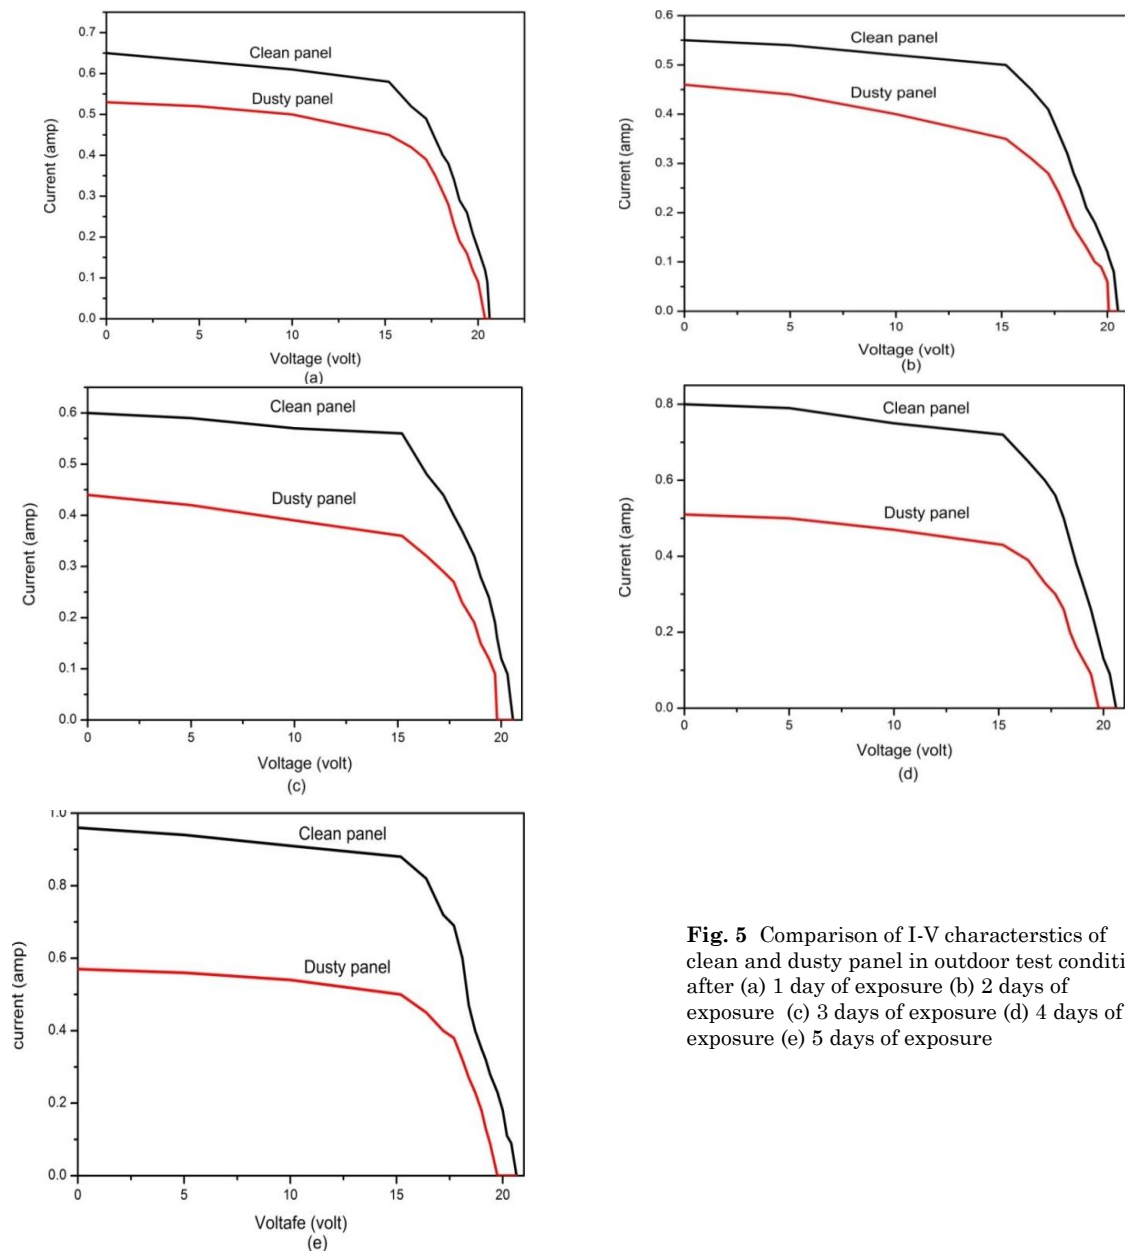 0.7
0.6
0.5
0.4
0.3
0.2
0.1
0.0
Current (amp)
Clean panel
Dusty panel
0 5 10 15 20
Voltage (volt)
(a)
0.6
0.5
0.4
0.3
0.2
0.1
0.0
Current (amp)
Clean panel
Dusty panel
0 5 10 15 20
Voltage (volt)
(b)
0.6
0.5
0.4
0.3
0.2
0.1
0.0
Current (amp)
Clean panel
Dusty panel
0 5 10 15 20
Voltage (volt)
(c)
0.8
0.6
0.4
0.2
0.0
Current (amp)
Clean panel
Dusty panel
0 5 10 15 20
Voltage (volt)
(d)
1.0
0.8
0.6
0.4
0.2
0.0
current (amp)
Clean panel
Dusty panel
0 5 10 15 20
Voltafe (volt)
(e)
Fig. 5 Comparison of I-V characterstics of
clean and dusty panel in outdoor test conditi
after (a) 1 day of exposure (b) 2 days of
exposure (c) 3 days of exposure (d) 4 days of
exposure (e) 5 days of exposure